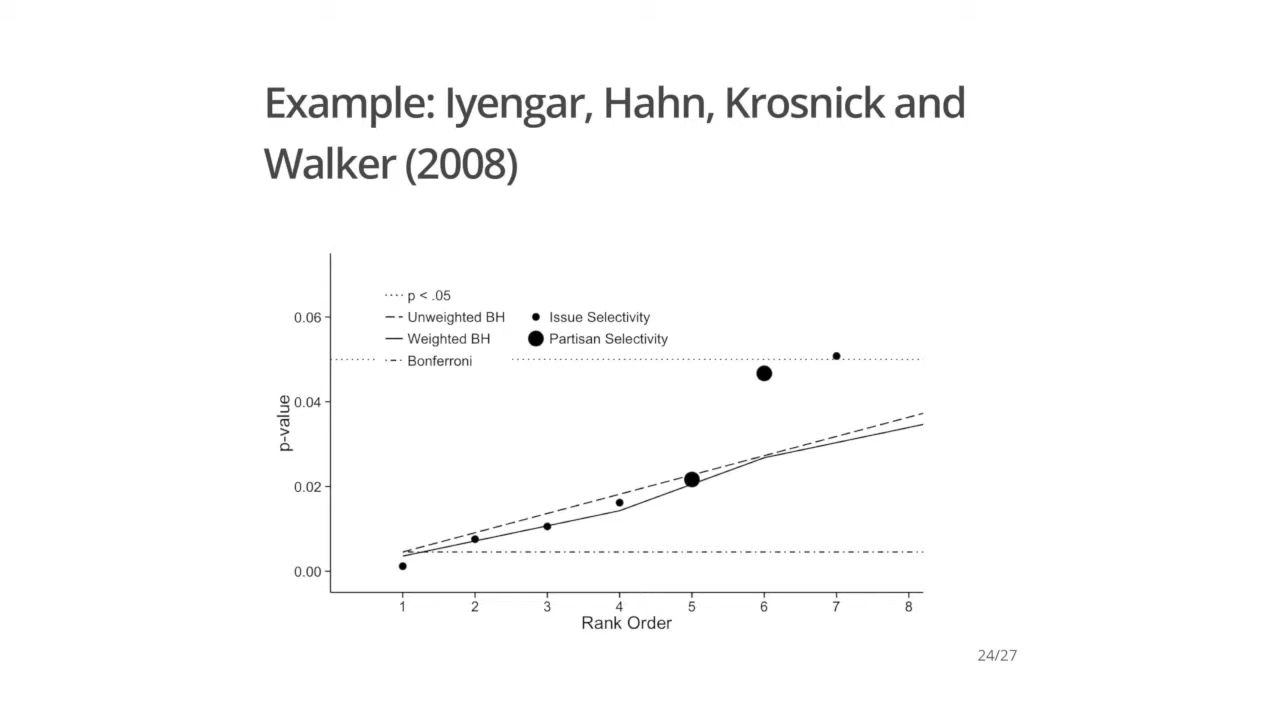 Example: Iyengar, Hahn, Krosnick and
Walker (2008)
p < .05
Unweighted BH
Weighted BH
Bonferroni
Issue Selectivity
Partisan Selectivity
0.06
0.04
0.02
0.00
p-value
1 2 3 4 5 6 7 8
Rank Order
24/27